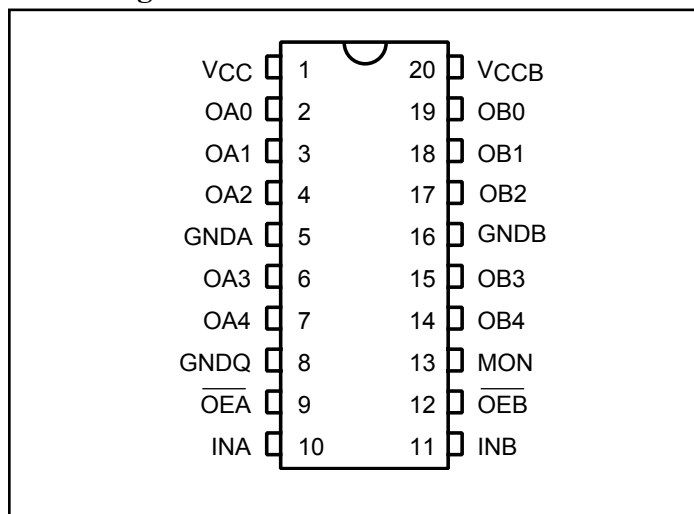 VCC 1 20 VCCB
OA0 2 19 OB0
OA1 3 18 OB1
OA2 4 17 OB2
GNDA 5 16 GNDB
OA3 6 15 OB3
OA4 7 14 OB4
GNDQ 8 13 MON
OEA 9 12 OEB
INA 10 11 INB